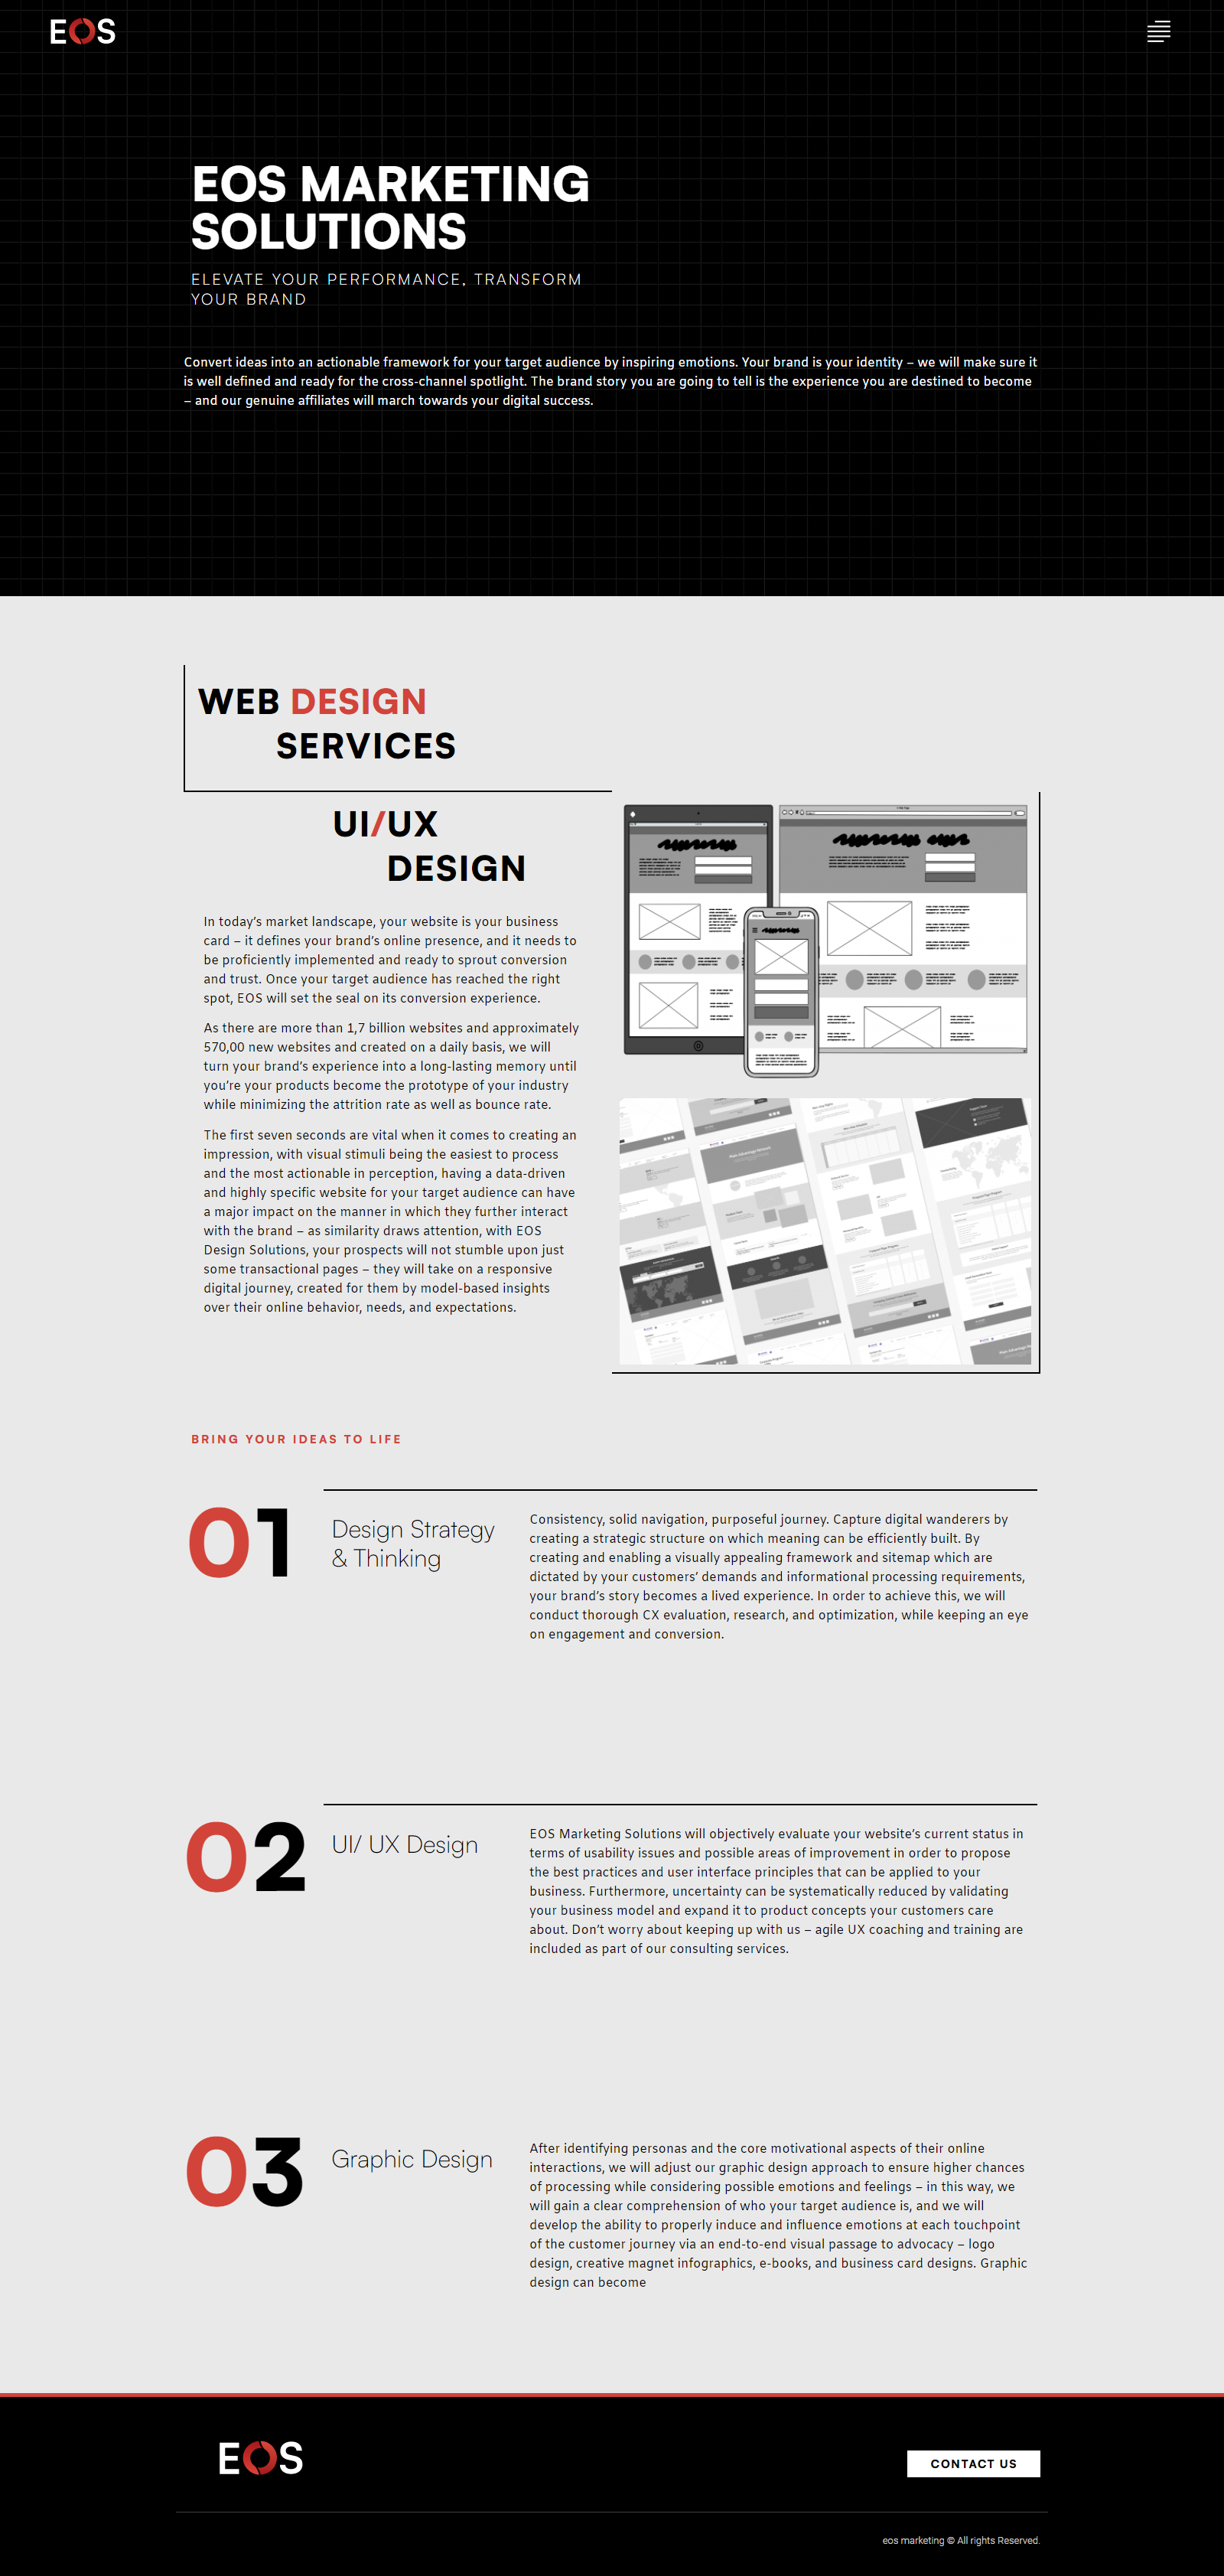 EOS
EOS MARKETING
SOLUTIONS
ELEVATE YOUR PERFORMANCE, TRANSFORM
YOUR BRAND
Convert ideas into an actionable framework for your target audience by inspiring emotions. Your brand is your identity – we will make sure it
is well defined and ready for the cross-channel spotlight. The brand story you are going to tell is the experience you are destined to become
– and our genuine affiliates will march towards your digital success.
WEB DESIGN
SERVICES
UI/UX
DESIGN
In today’s market landscape, your website is your business
card – it defines your brand’s online presence, and it needs to
be proficiently implemented and ready to sprout conversion
and trust. Once your target audience has reached the right
spot, EOS will set the seal on its conversion experience.
As there are more than 1,7 billion websites and approximately
570,00 new websites and created on a daily basis, we will
turn your brand’s experience into a long-lasting memory until
you’re your products become the prototype of your industry
while minimizing the attrition rate as well as bounce rate.
The first seven seconds are vital when it comes to creating an
impression, with visual stimuli being the easiest to process
and the most actionable in perception, having a data-driven
and highly specific website for your target audience can have
a major impact on the manner in which they further interact
with the brand – as similarity draws attention, with EOS
Design Solutions, your prospects will not stumble upon just
some transactional pages – they will take on a responsive
digital journey, created for them by model-based insights
over their online behavior, needs, and expectations.
BRING YOUR IDEAS TO LIFE
01
Design Strategy
& Thinking
Consistency, solid navigation, purposeful journey. Capture digital wanderers by
creating a strategic structure on which meaning can be efficiently built. By
creating and enabling a visually appealing framework and sitemap which are
dictated by your customers’ demands and informational processing requirements,
your brand’s story becomes a lived experience. In order to achieve this, we will
conduct thorough CX evaluation, research, and optimization, while keeping an eye
on engagement and conversion.
02
UI/ UX Design
EOS Marketing Solutions will objectively evaluate your website’s current status in
terms of usability issues and possible areas of improvement in order to propose
the best practices and user interface principles that can be applied to your
business. Furthermore, uncertainty can be systematically reduced by validating
your business model and expand it to product concepts your customers care
about. Don’t worry about keeping up with us – agile UX coaching and training are
included as part of our consulting services.
03
Graphic Design
After identifying personas and the core motivational aspects of their online
interactions, we will adjust our graphic design approach to ensure higher chances
of processing while considering possible emotions and feelings – in this way, we
will gain a clear comprehension of who your target audience is, and we will
develop the ability to properly induce and influence emotions at each touchpoint
of the customer journey via an end-to-end visual passage to advocacy – logo
design, creative magnet infographics, e-books, and business card designs. Graphic
design can become
EOS
CONTACT US
eos marketing © All rights Reserved.